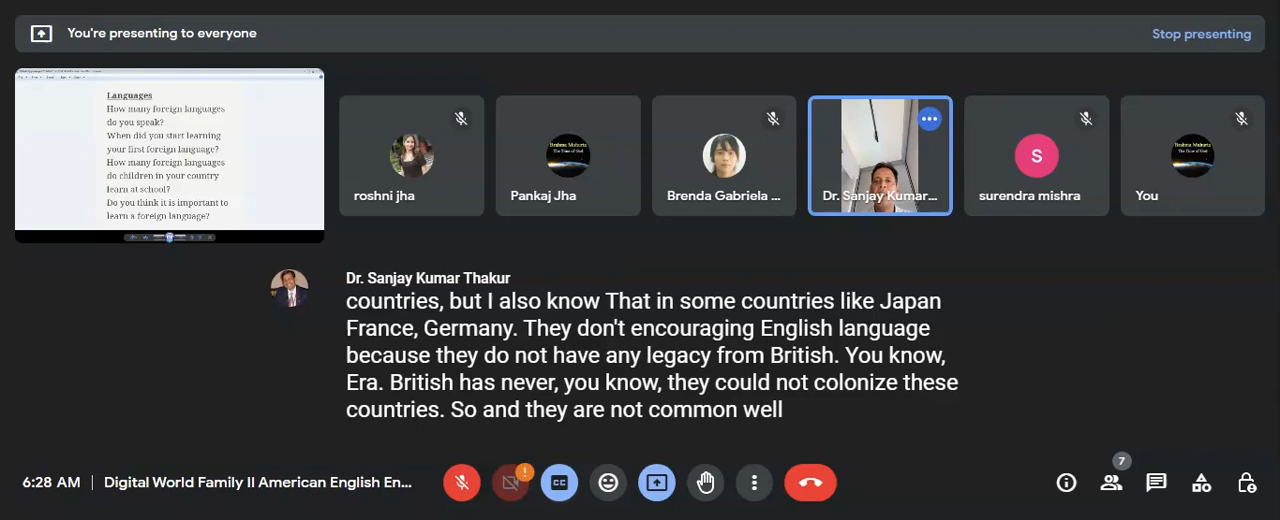 You're presenting to everyone
Stop presenting
Languages
How many foreign languages
do you speak?
When did you start learning
your first foreign language?
How many foreign languages
do children in your country
learn at school?
Do you think it is important to
learn a foreign language?
roshni jha
Pankaj Jha
Brenda Gabriela ...
Dr. Sanjay Kumar...
S
surendra mishra
You
Dr. Sanjay Kumar Thakur
countries, but I also know That in some countries like Japan
France, Germany. They don't encouraging English language
because they do not have any legacy from British. You know,
Era. British has never, you know, they could not colonize these
countries. So and they are not common well
6:28 AM | Digital World Family II American English En...
7